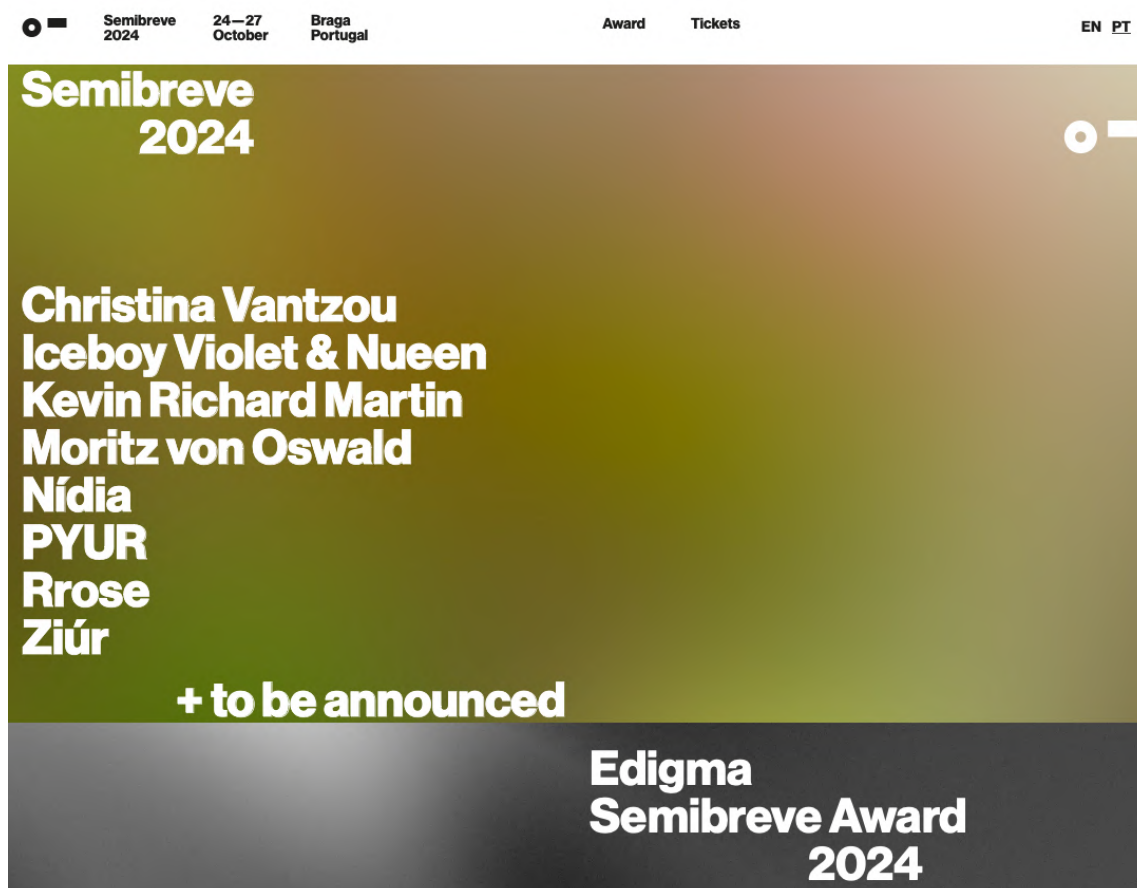 Semibreve
2024
24—27
October
Braga
Portugal
Award
Tickets
EN PT
Semibreve
2024
Christina Vantzou
Iceboy Violet & Nueen
Kevin Richard Martin
Moritz von Oswald
Nídia
PYUR
Rrose
Ziúr
+ to be announced
Edigma
Semibreve Award
2024